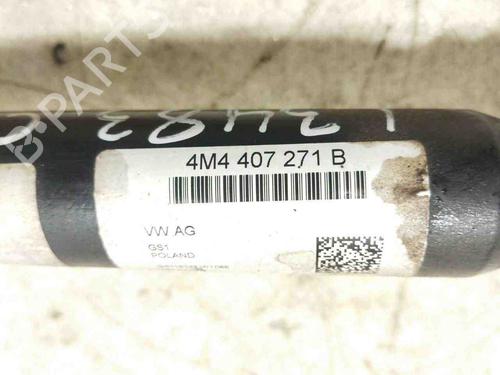 B-PARTS
4M4 407 271 B
VW AG
GS1
POLAND